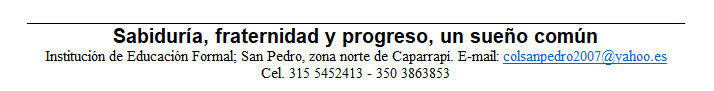 Sabiduría, fraternidad y progreso, un sueño común
Institución de Educación Formal; San Pedro, zona norte de Caparrapí. E-mail: colsanpedro2007@yahoo.es
Cel. 315 5452413 - 350 3863853